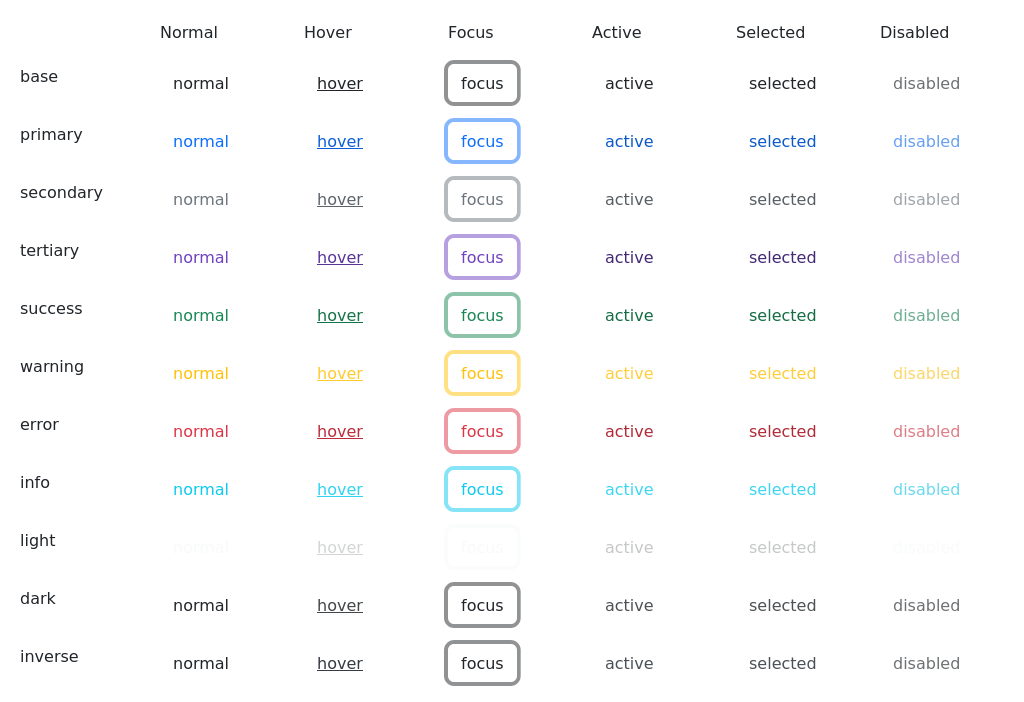 Normal Hover Focus Active Selected Disabled
base normal hover focus active selected disabled
primary normal hover focus active selected disabled
secondary normal hover focus active selected disabled
tertiary normal hover focus active selected disabled
success normal hover focus active selected disabled
warning normal hover focus active selected disabled
error normal hover focus active selected disabled
info normal hover focus active selected disabled
light normal hover focus active selected disabled
dark normal hover focus active selected disabled
inverse normal hover focus active selected disabled